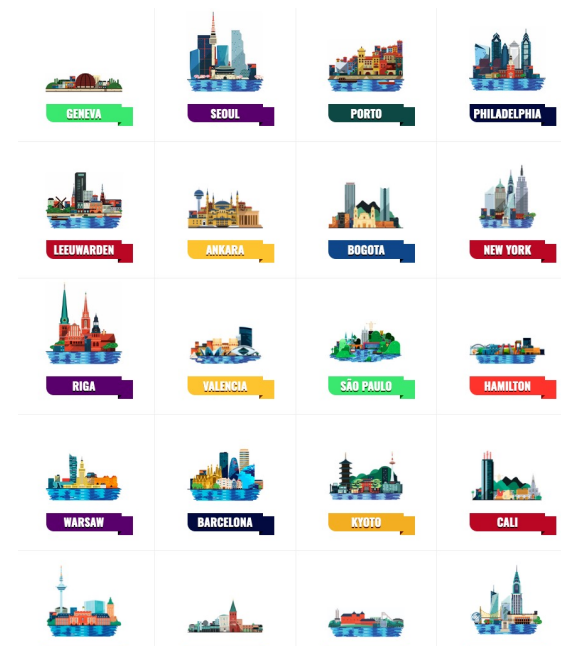 GENEVA
SEOUL
PORTO
PHILADELPHIA
LEEUWARDEN
ANKARA
BOGOTA
NEW YORK
RIGA
VALENCIA
SÃO PAULO
HAMILTON
WARSAW
BARCELONA
KYOTO
CALI